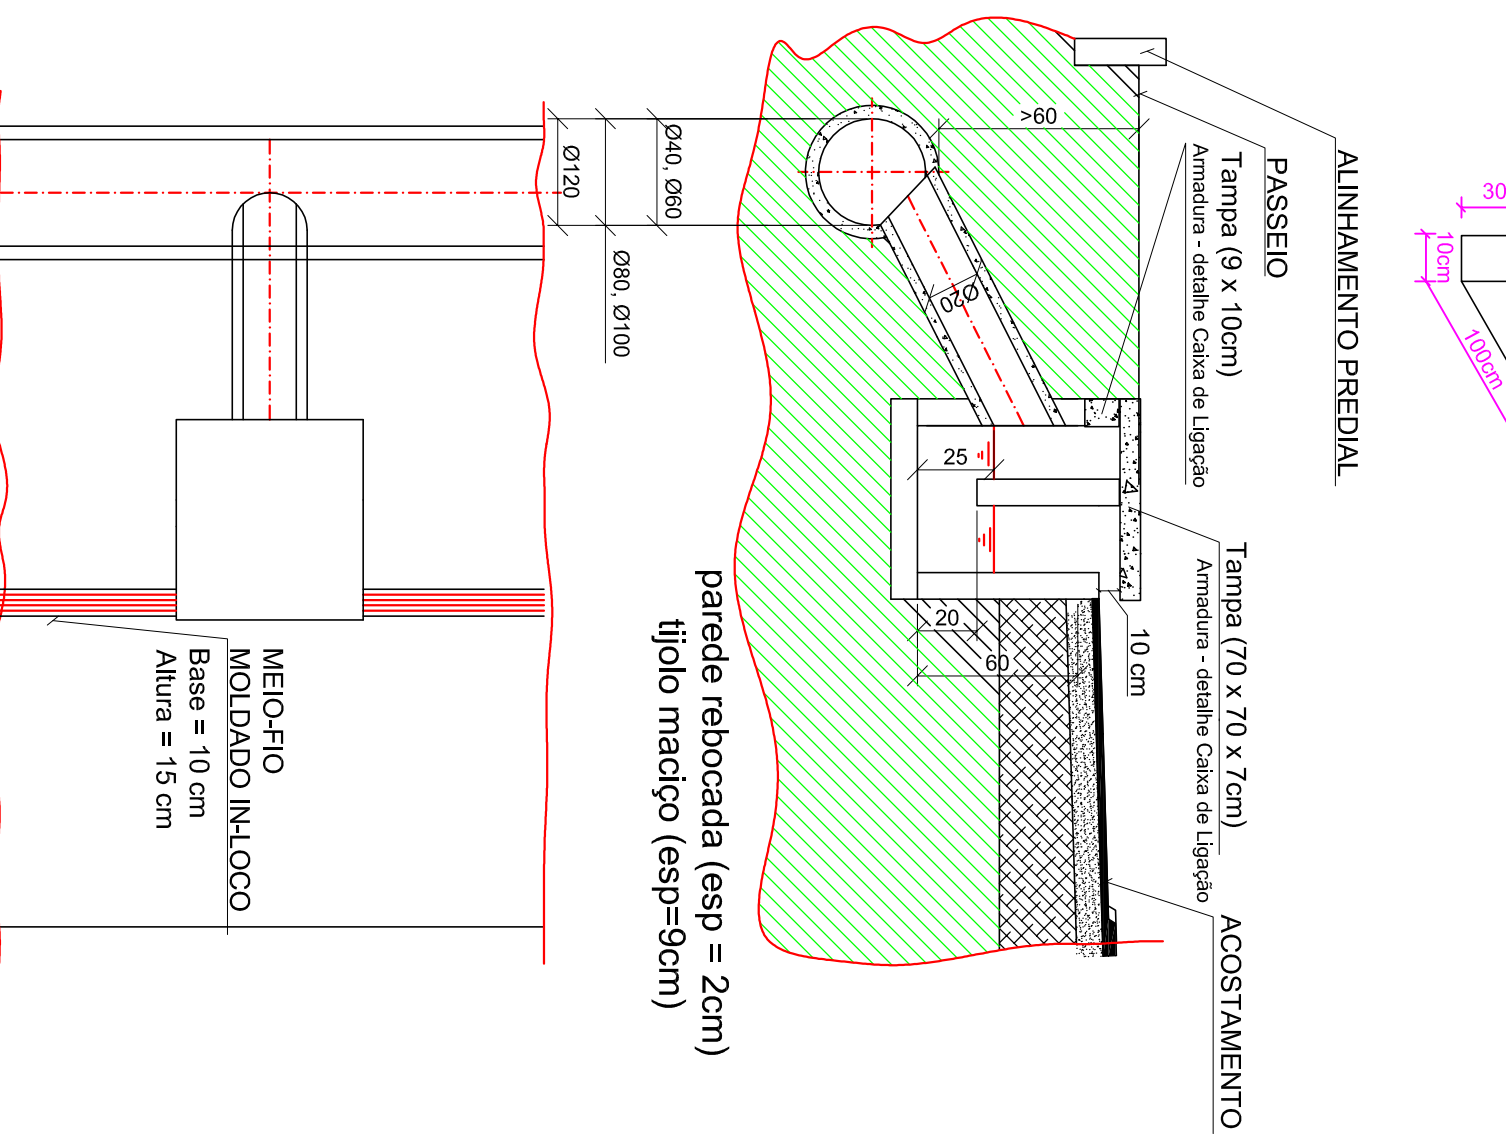 ALINHAMENTO PREDIAL
PASSEIO
Tampa (9 x 10cm)
Armadura - detalhe Caixa de Ligação
Tampa (70 x 70 x 7cm)
Armadura - detalhe Caixa de Ligação
ACOSTAMENTO
30
10cm
100cm
>60
Ø20
25
20
60
10 cm
Ø40, Ø60
Ø80, Ø100
Ø120
parede rebocada (esp = 2cm)
tijolo maciço (esp=9cm)
MEIO-FIO
MOLDADO IN-LOCO
Base = 10 cm
Altura = 15 cm